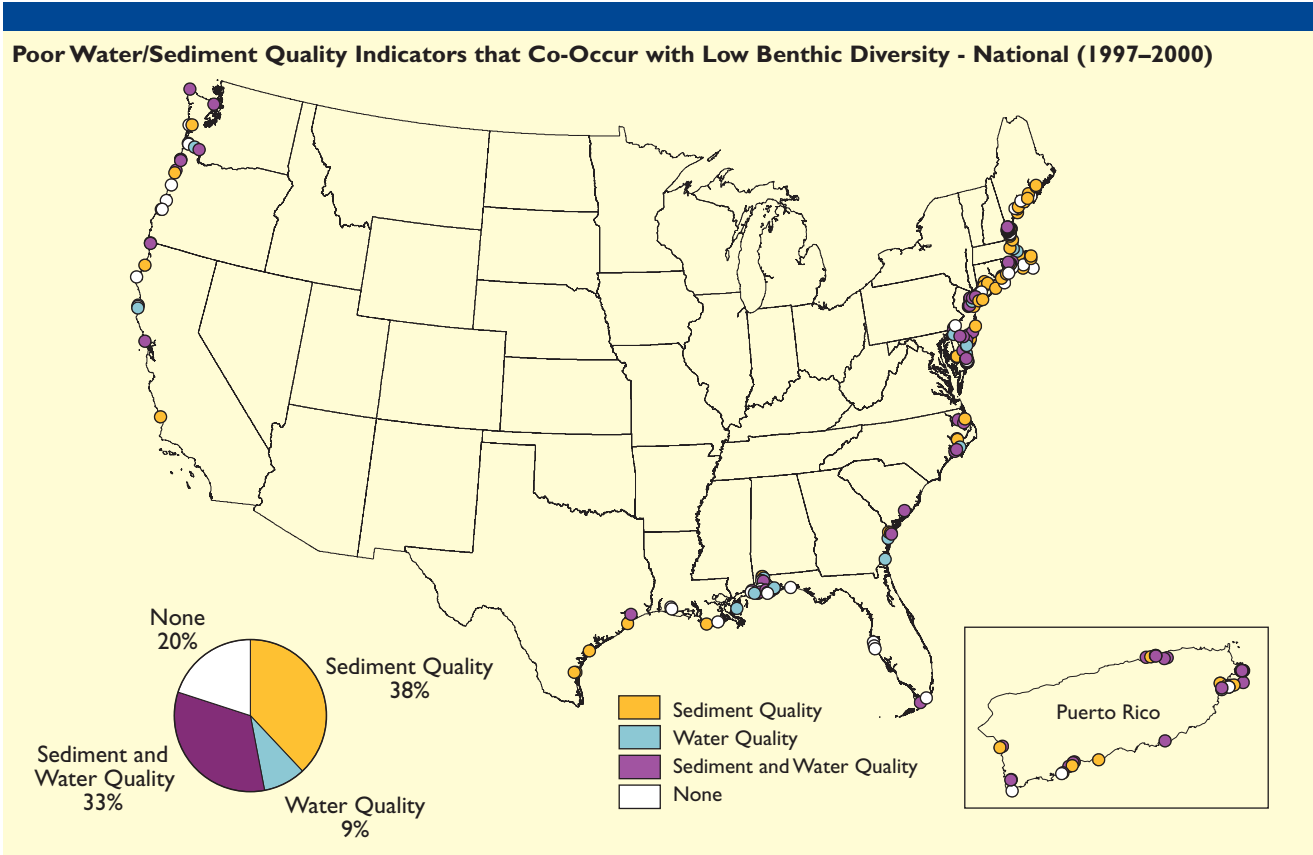 Poor Water/Sediment Quality Indicators that Co-Occur with Low Benthic Diversity - National (1997–2000)
None
20%
Sediment Quality
38%
Sediment and
Water Quality
33%
Water Quality
9%
Sediment Quality
Water Quality
Sediment and Water Quality
None
Puerto Rico